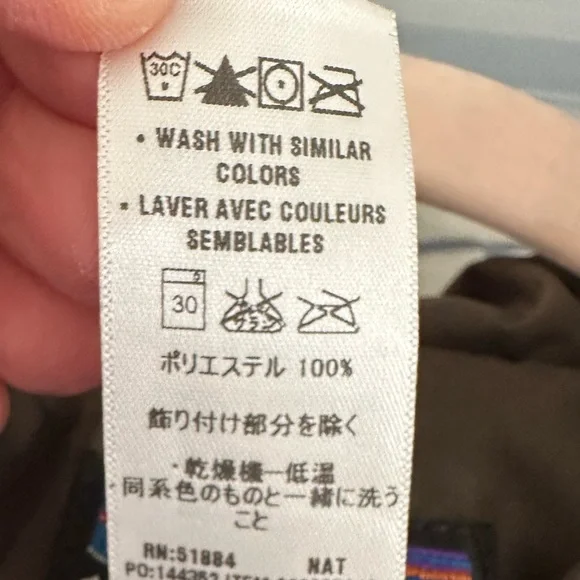 30C
• WASH WITH SIMILAR
COLORS
• LAVER AVEC COULEURS
SEMBLABLES
30
ポリエステル 100%
飾り付け部分を除く
・乾燥機一低温
・同系色のものと一緒に洗う
こと
RN:51884 NAT